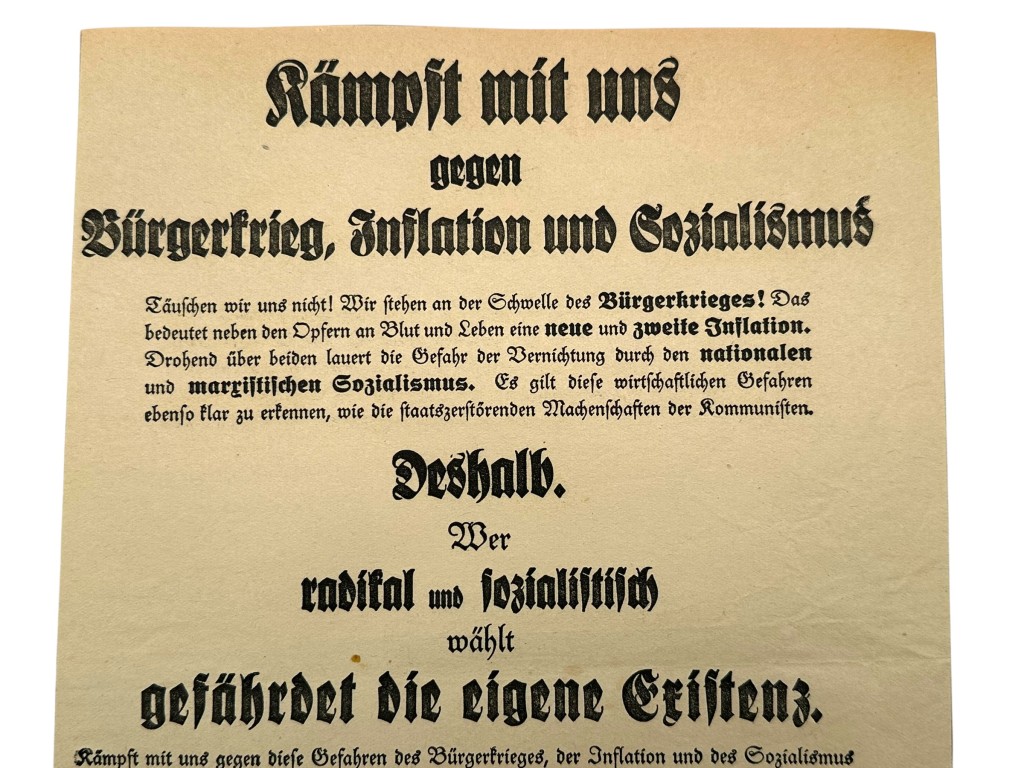 Kämpft mit uns
gegen
Bürgerkrieg, Inflation und Sozialismus
Täuschen wir uns nicht! Wir stehen an der Schwelle des Bürgerkrieges! Das
bedeutet neben den Opfern an Blut und Leben eine neue und zweite Inflation.
Drohend über beiden lauert die Gefahr der Vernichtung durch den nationalen
und marxistischen Sozialismus. Es gilt diese wirtschaftlichen Gefahren
ebenso klar zu erkennen, wie die staatszerstörenden Machenschaften der Kommunisten.
Deshalb.
Wer
radikal und sozialistisch
wählt
gefährdet die eigene Existenz.
Kämpft mit uns gegen diese Gefahren des Bürgerkrieges, der Inflation und des Sozialismus